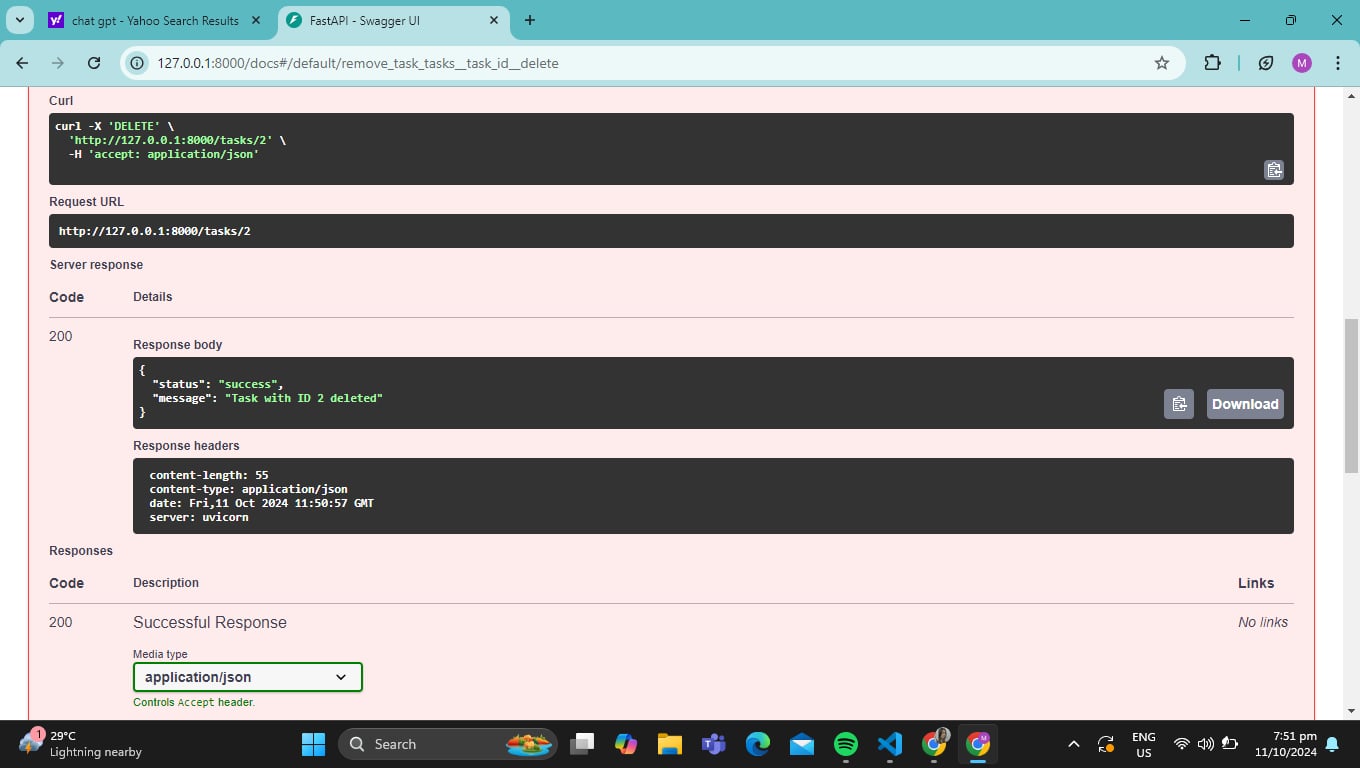 chat gpt - Yahoo Search Results
FastAPI - Swagger UI
127.0.0.1:8000/docs#/default/remove_task_tasks__task_id__delete
M
Curl
curl -X 'DELETE' \
'http://127.0.0.1:8000/tasks/2' \
-H 'accept: application/json'
Request URL
http://127.0.0.1:8000/tasks/2
Server response
Code Details
200
Response body
{
"status": "success",
"message": "Task with ID 2 deleted"
}
Download
Response headers
content-length: 55
content-type: application/json
date: Fri,11 Oct 2024 11:50:57 GMT
server: uvicorn
Responses
Code Description Links
200 Successful Response No links
Media type
application/json
Controls Accept header.
1
29°C
Lightning nearby
Search
ENG
US
7:51 pm
11/10/2024